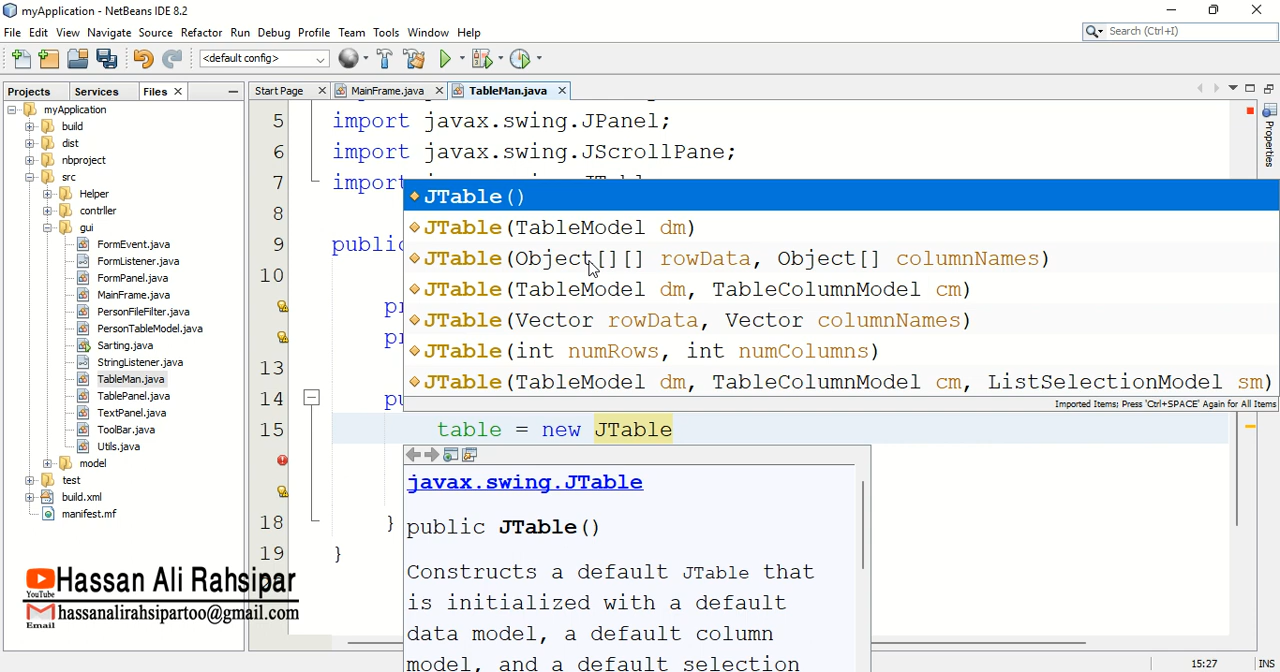 myApplication - NetBeans IDE 8.2
File Edit View Navigate Source Refactor Run Debug Profile Team Tools Window Help
Search (Ctrl+I)
<default config>
Projects Services Files
Start Page MainFrame.java TableMan.java
myApplication
build
dist
nbproject
src
Helper
contrller
gui
FormEvent.java
FormListener.java
FormPanel.java
MainFrame.java
PersonFileFilter.java
PersonTableModel.java
Sarting.java
StringListener.java
TableMan.java
TablePanel.java
TextPanel.java
ToolBar.java
Utils.java
model
test
build.xml
manifest.mf
5 import javax.swing.JPanel;
6 import javax.swing.JScrollPane;
7 import
8
9 public
10
pr
pr
13
14 pu
15 table = new JTable
18 }
19 }
JTable()
JTable(TableModel dm)
JTable(Object[][] rowData, Object[] columnNames)
JTable(TableModel dm, TableColumnModel cm)
JTable(Vector rowData, Vector columnNames)
JTable(int numRows, int numColumns)
JTable(TableModel dm, TableColumnModel cm, ListSelectionModel sm)
Imported Items; Press 'Ctrl+SPACE' Again for All Items
javax.swing.JTable
public JTable()
Constructs a default JTable that
is initialized with a default
data model, a default column
model, and a default selection
Properties
YouTube
Hassan Ali Rahsipar
Email
hassanalirahsipartoo@gmail.com
15:27 INS